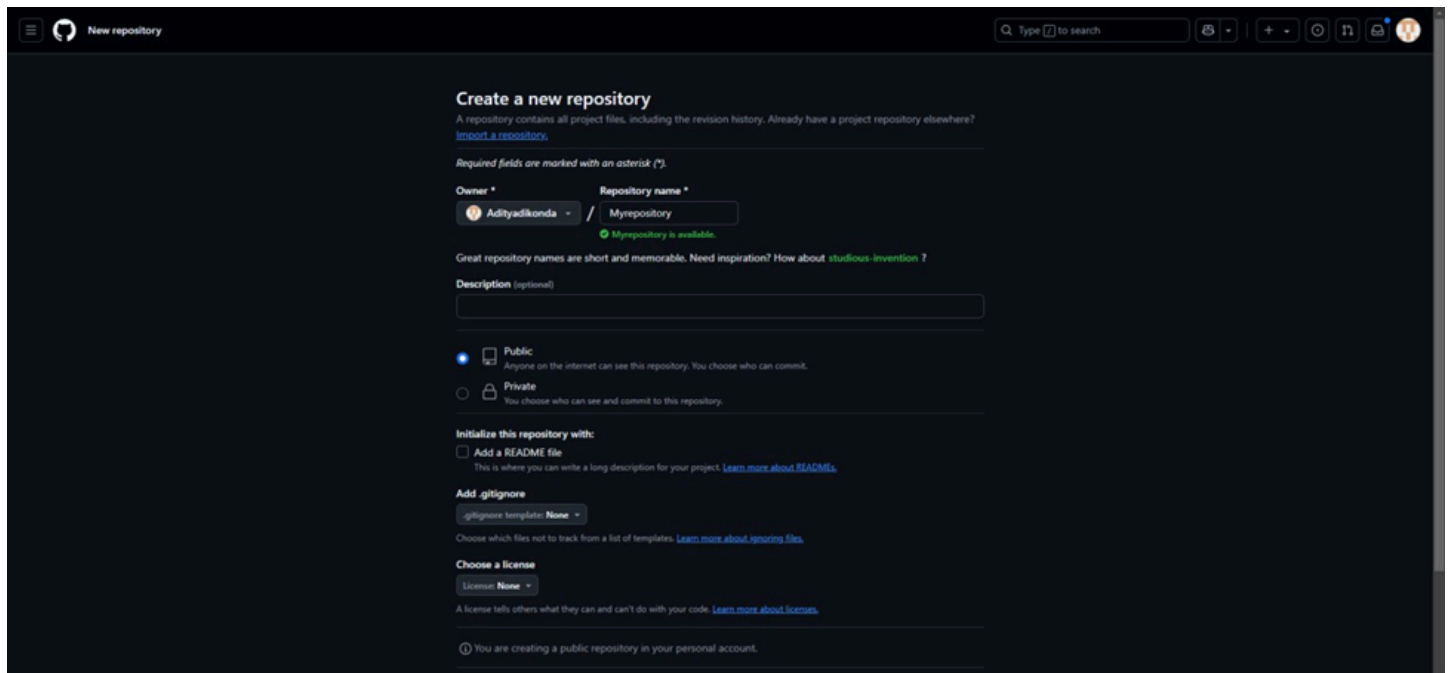 New repository
Type / to search
Create a new repository
A repository contains all project files, including the revision history. Already have a project repository elsewhere?
Import a repository.
Required fields are marked with an asterisk (*).
Owner * Repository name *
Adityadikonda / Myrepository
Myrepository is available.
Great repository names are short and memorable. Need inspiration? How about studious-invention ?
Description (optional)
Public
Anyone on the internet can see this repository. You choose who can commit.
Private
You choose who can see and commit to this repository.
Initialize this repository with:
Add a README file
This is where you can write a long description for your project. Learn more about READMEs.
Add .gitignore
.gitignore template: None
Choose which files not to track from a list of templates. Learn more about ignoring files.
Choose a license
License: None
A license tells others what they can and can't do with your code. Learn more about licenses.
You are creating a public repository in your personal account.